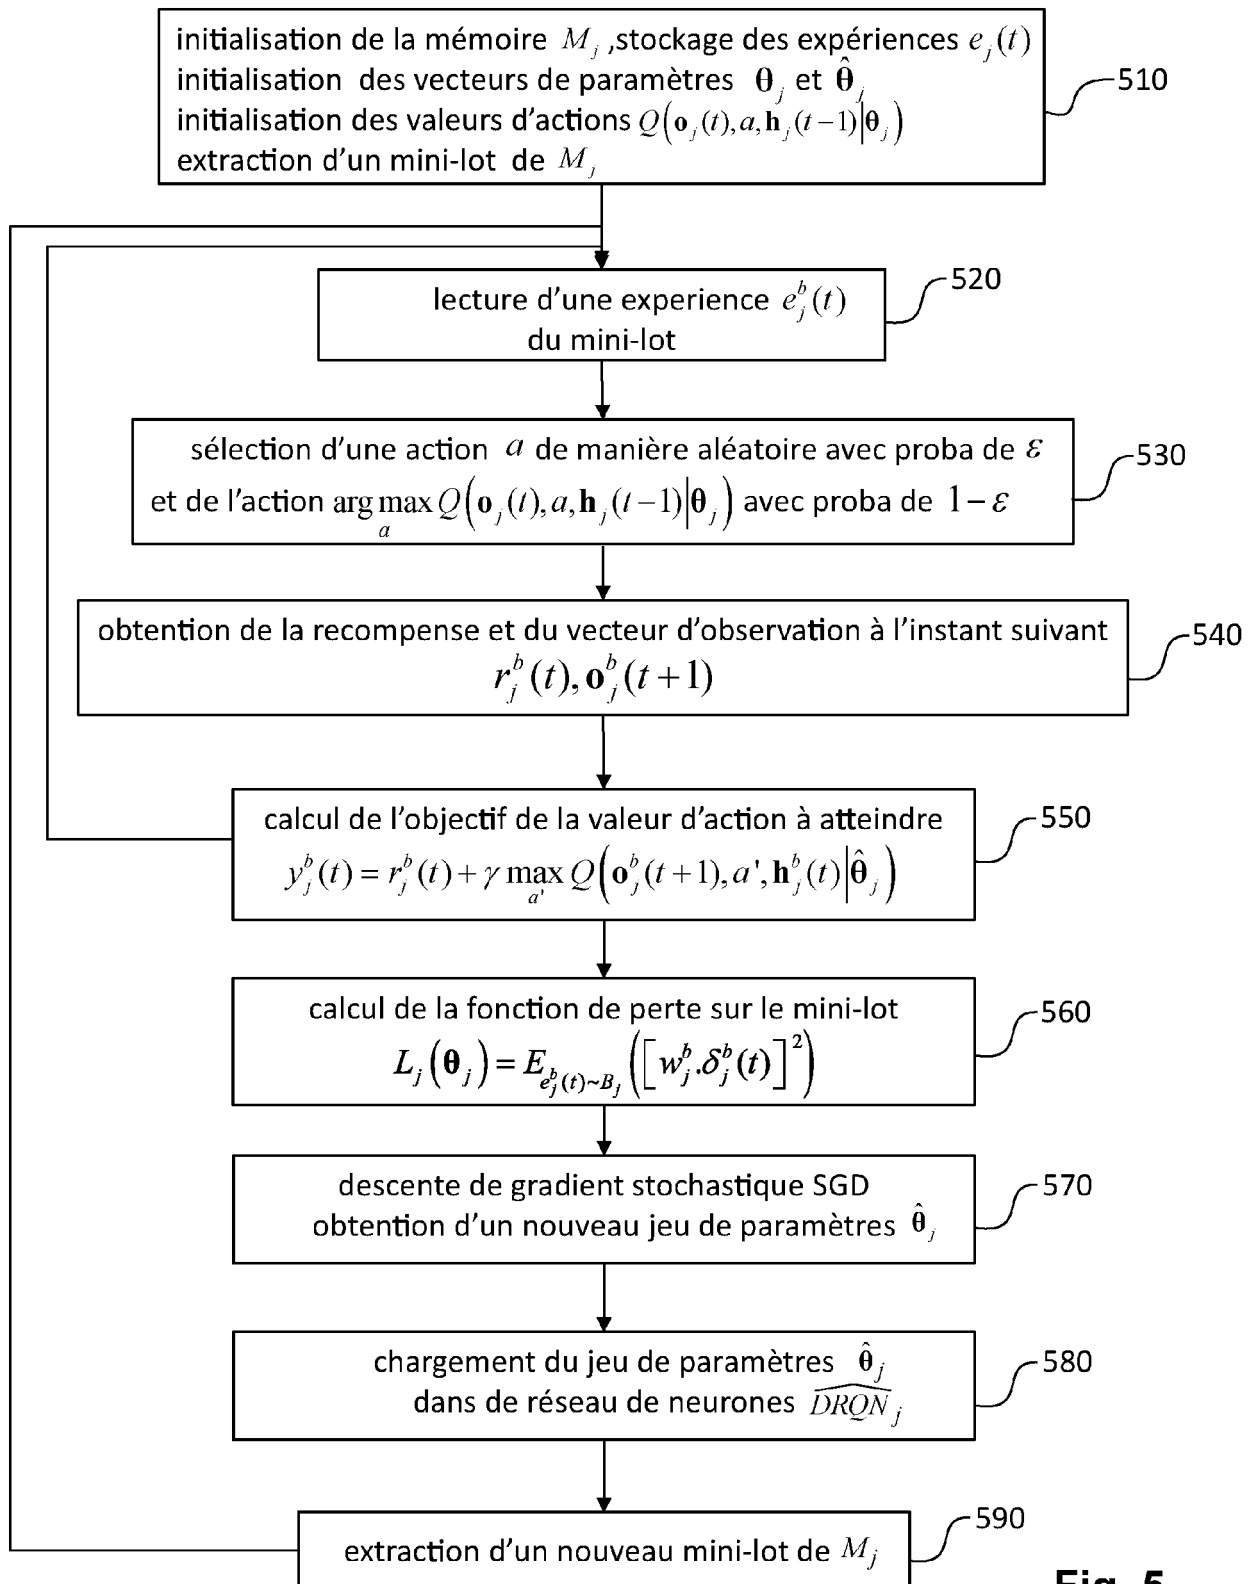 initialisation de la mémoire M_j ,stockage des expériences e_j(t)
initialisation des vecteurs de paramètres θ_j et θ̂_j
initialisation des valeurs d'actions Q(o_j(t),a,h_j(t−1)|θ_j)
extraction d'un mini-lot de M_j
510
lecture d'une experience e_j^b(t)
du mini-lot
520
sélection d'une action a de manière aléatoire avec proba de ε
et de l'action arg max_a Q(o_j(t),a,h_j(t−1)|θ_j) avec proba de 1−ε
530
obtention de la recompense et du vecteur d'observation à l'instant suivant
r_j^b(t),o_j^b(t+1)
540
calcul de l'objectif de la valeur d'action à atteindre
y_j^b(t) = r_j^b(t) + γ max_{a'} Q(o_j^b(t+1),a',h_j^b(t)|θ̂_j)
550
calcul de la fonction de perte sur le mini-lot
L_j(θ_j) = E_{e_j^b(t)~B_j}([w_j^b.δ_j^b(t)]^2)
560
descente de gradient stochastique SGD
obtention d'un nouveau jeu de paramètres θ̂_j
570
chargement du jeu de paramètres θ̂_j
dans de réseau de neurones \widehat{DRQN}_j
580
extraction d'un nouveau mini-lot de M_j
590
Fig. 5